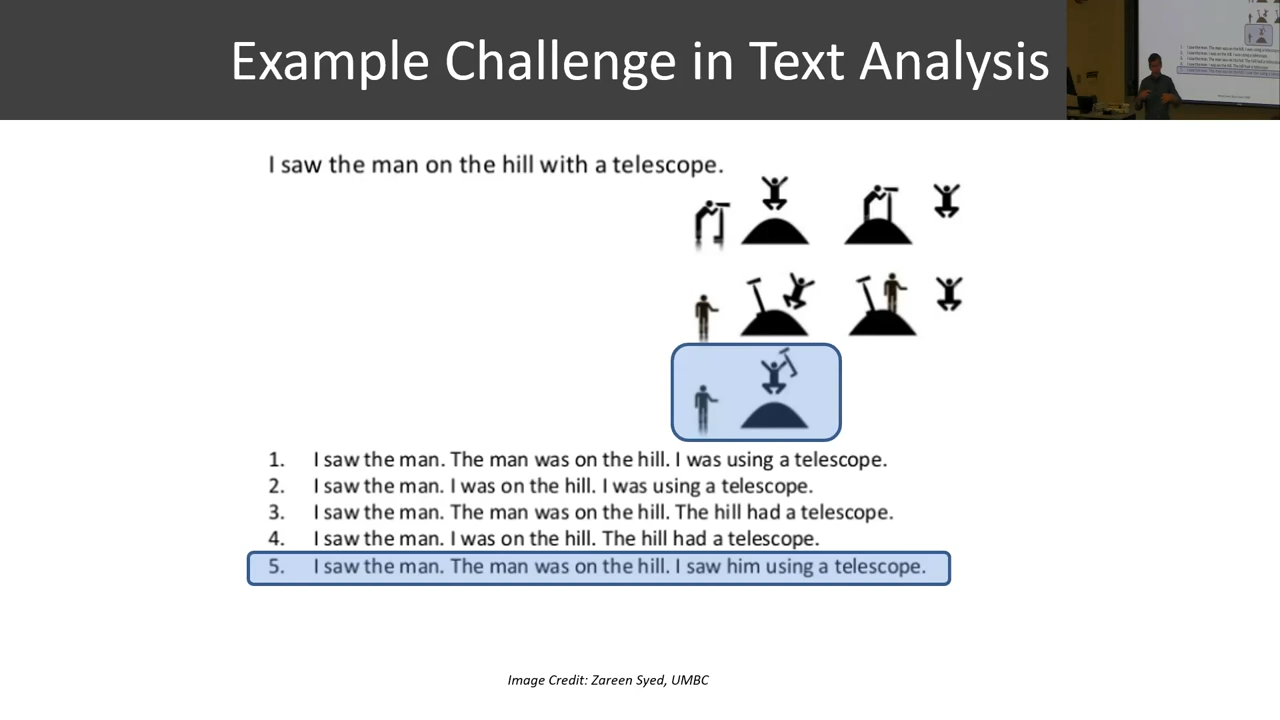 Example Challenge in Text Analysis
I saw the man on the hill with a telescope.
1. I saw the man. The man was on the hill. I was using a telescope.
2. I saw the man. I was on the hill. I was using a telescope.
3. I saw the man. The man was on the hill. The hill had a telescope.
4. I saw the man. I was on the hill. The hill had a telescope.
5. I saw the man. The man was on the hill. I saw him using a telescope.
Image Credit: Zareen Syed, UMBC